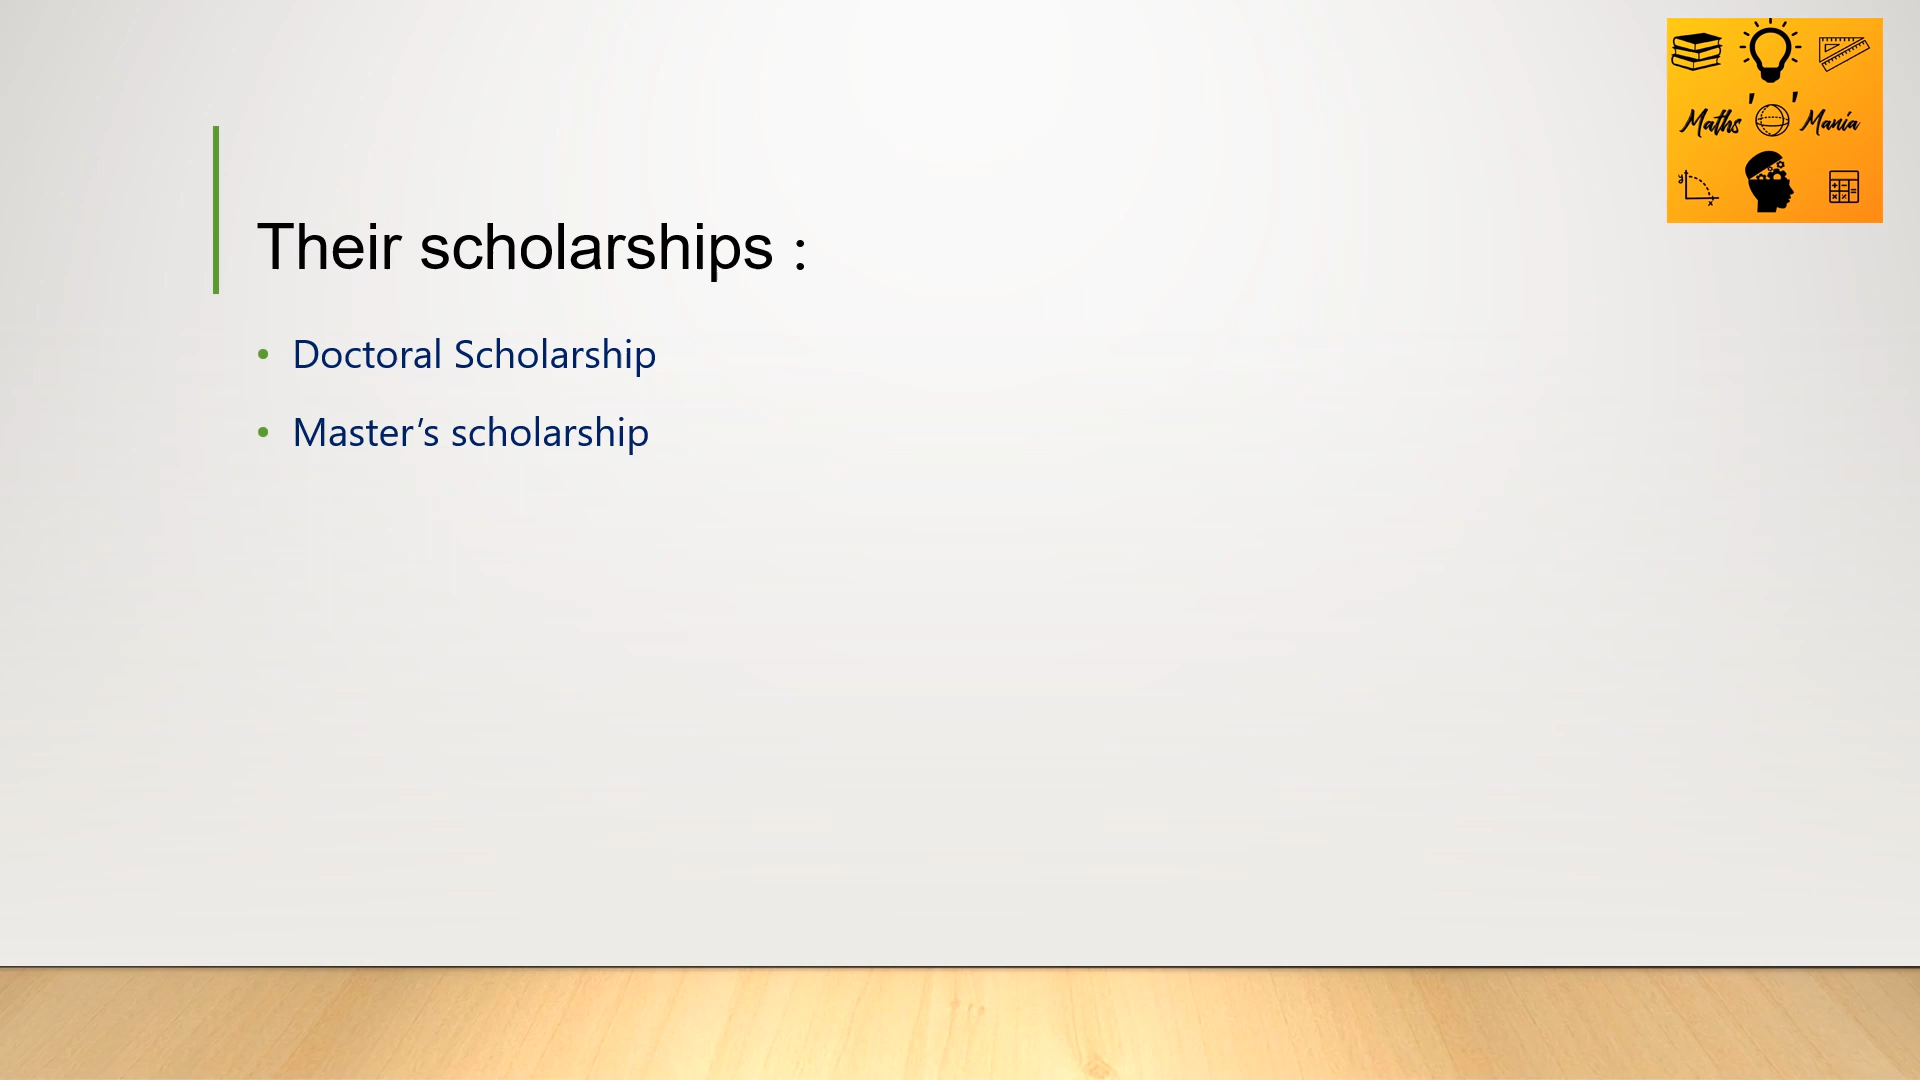 Maths ' ' Mania
Their scholarships :
• Doctoral Scholarship
• Master’s scholarship